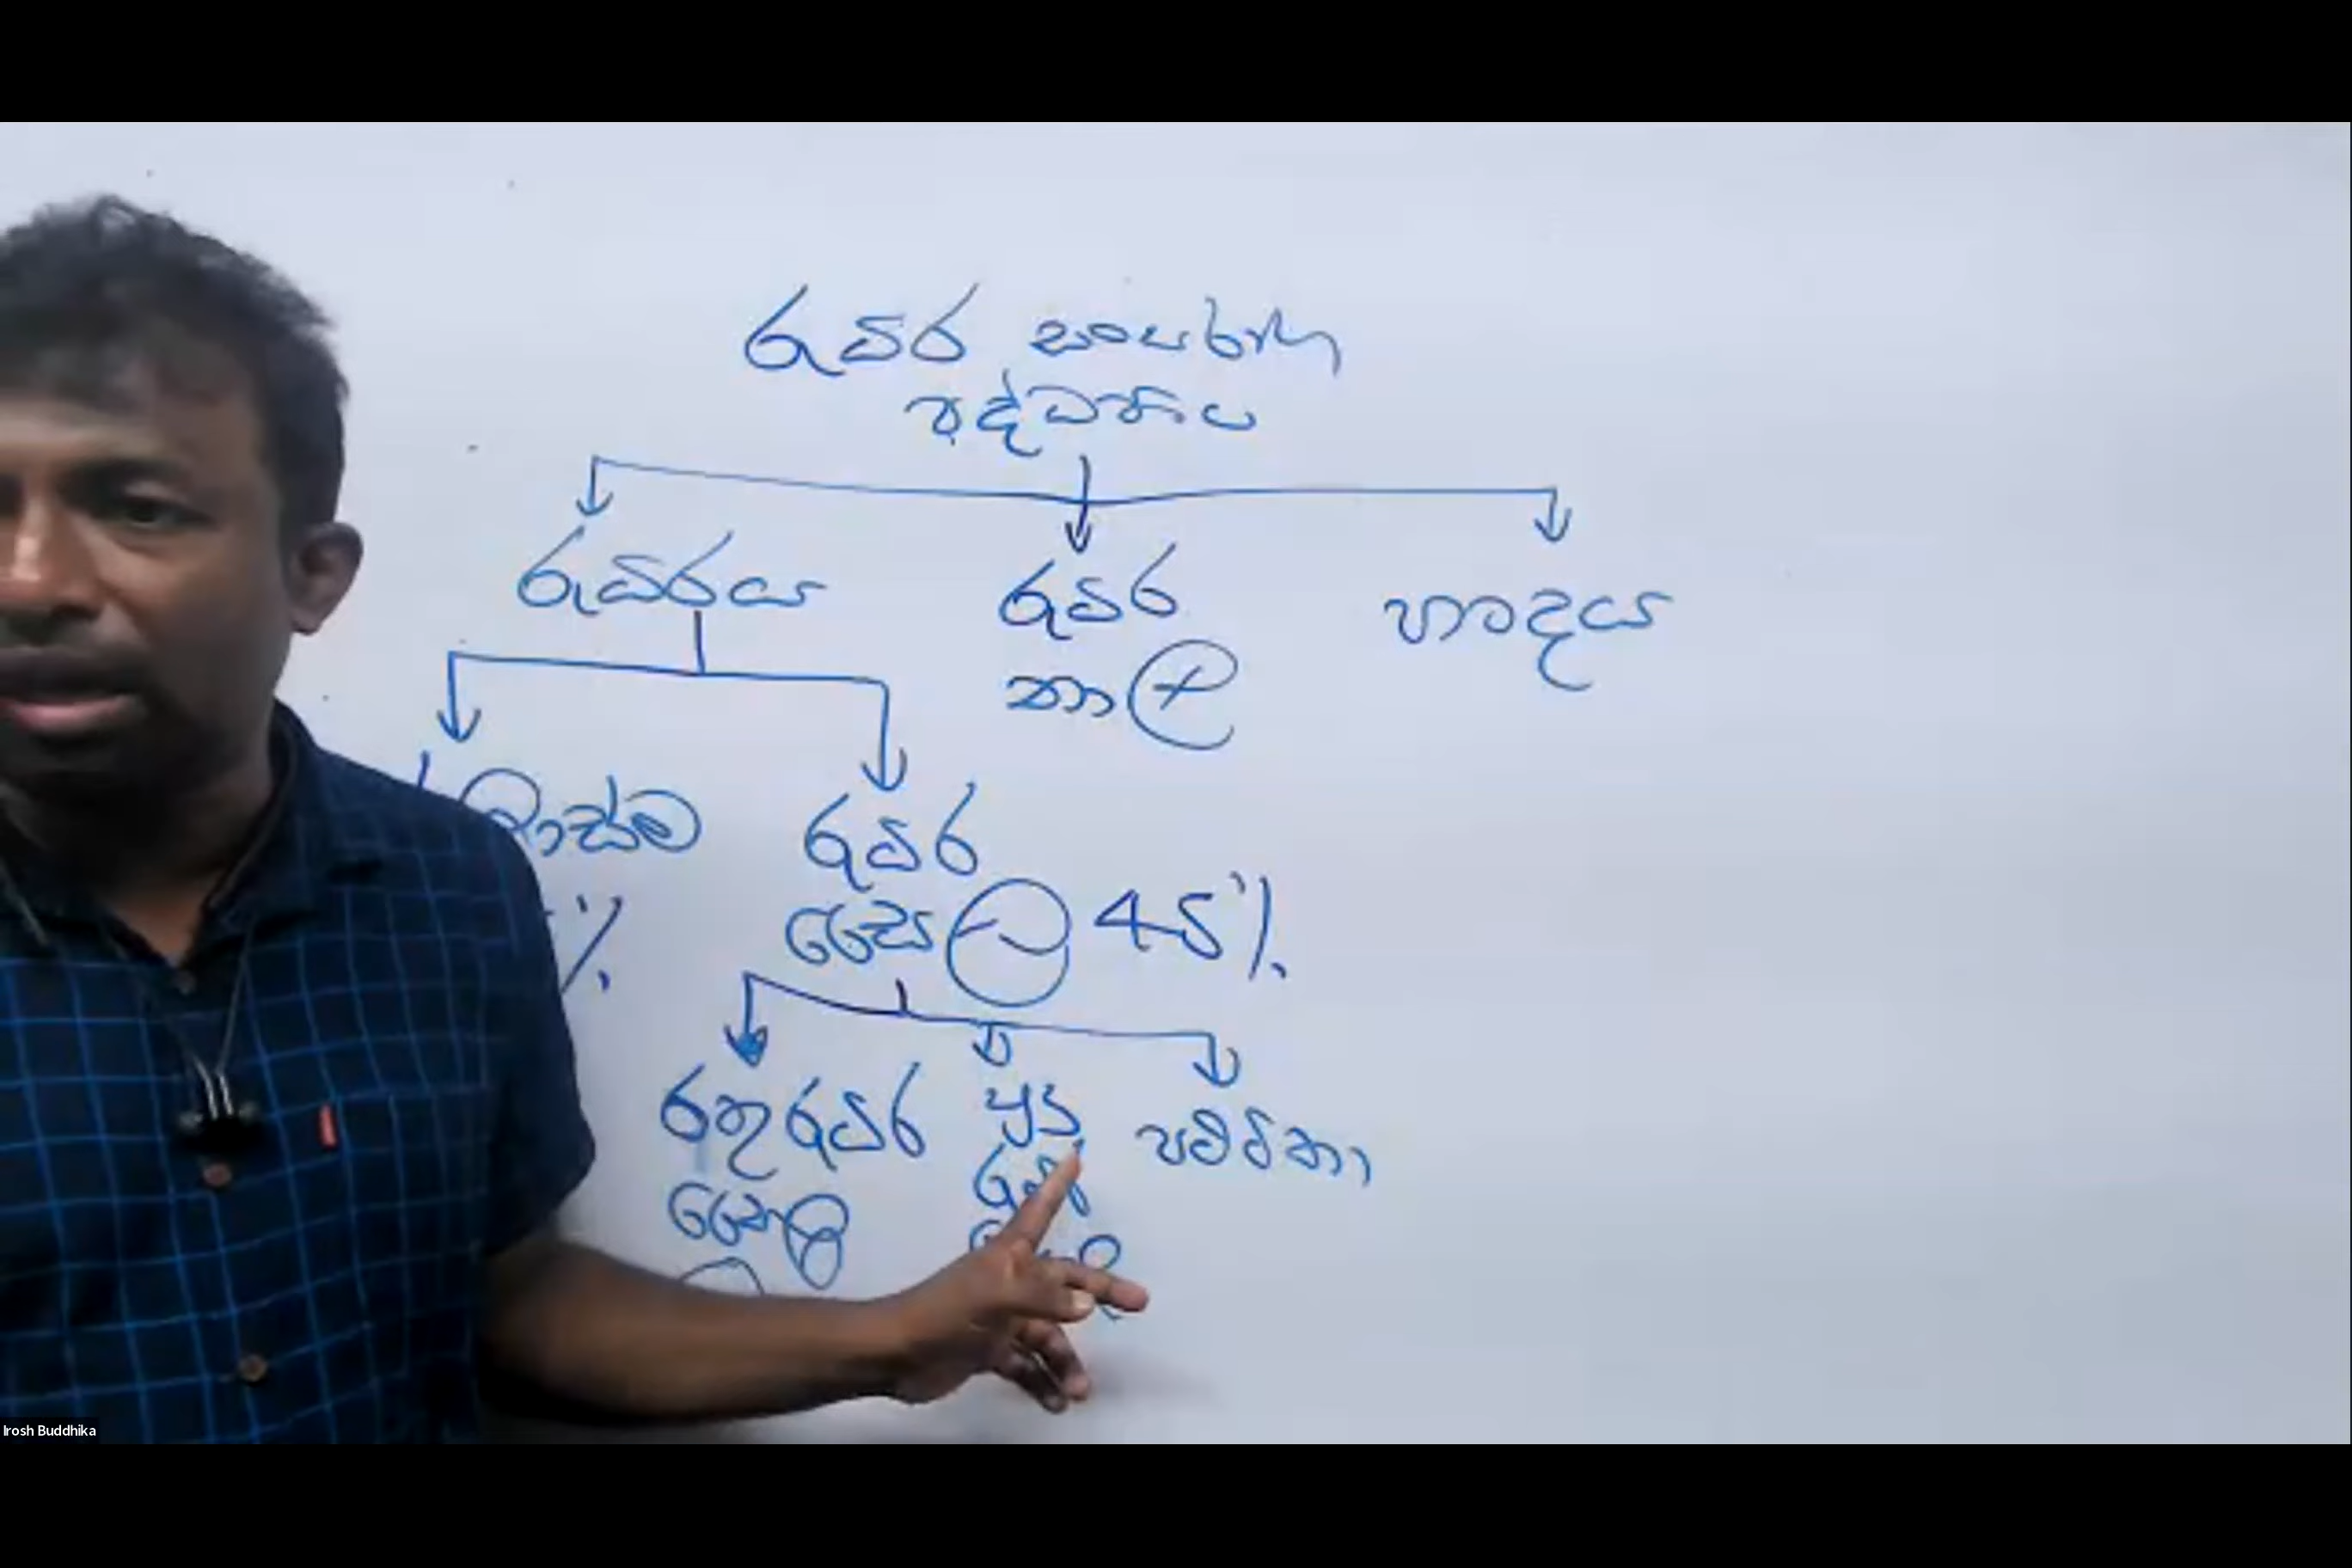 රුධිර සංසරණ
පද්ධතිය
රුධිරය
රුධිර
නාල
හෘදය
රුධිර
සෛල 45%
%
රතු රුධිර
සෛල
සුදු
පට්ටිකා
Irosh Buddhika